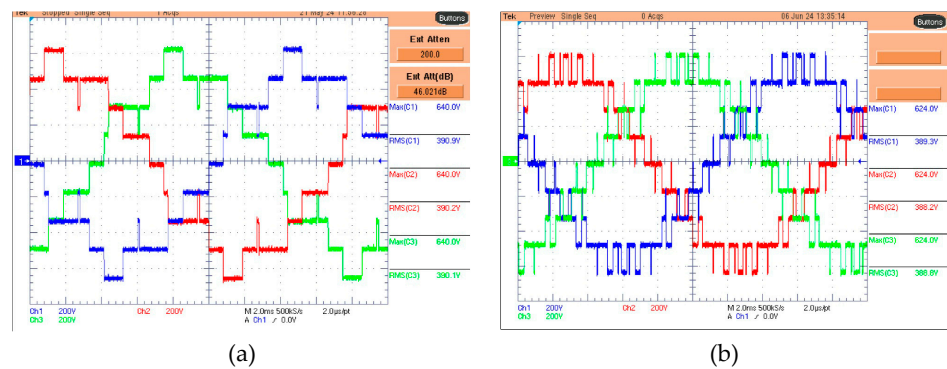 Tek Stopped Single Seq 1 Acqs 21 May 24 11:06:26
Buttons
Ext Atten
200.0
Ext Att(dB)
46.021dB
Max(C1) 640.0V
RMS(C1) 390.9V
Max(C2) 640.0V
RMS(C2) 390.2V
Max(C3) 640.0V
RMS(C3) 390.1V
Ch1 200V Ch2 200V M 2.0ms 500kS/s 2.0µs/pt
Ch3 200V A Ch1 / 0.0V
(a)
Tek Preview Single Seq 0 Acqs 06 Jun 24 13:35:14
Buttons
Max(C1) 624.0V
RMS(C1) 389.3V
Max(C2) 624.0V
RMS(C2) 388.2V
Max(C3) 624.0V
RMS(C3) 388.8V
Ch1 200V Ch2 200V M 2.0ms 500kS/s 2.0µs/pt
Ch3 200V A Ch1 / 0.0V
(b)